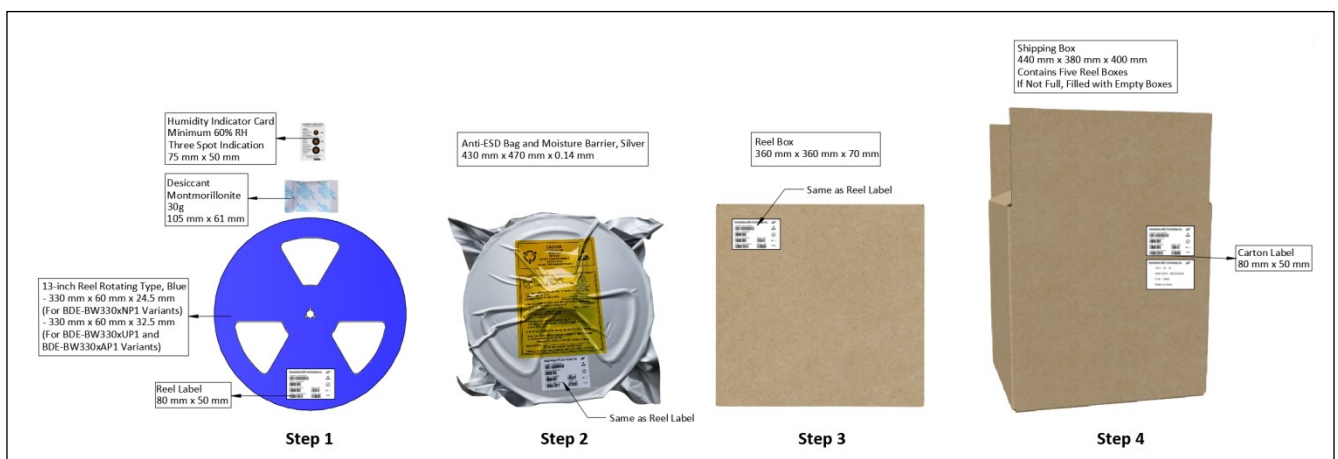 Humidity Indicator Card
Minimum 60% RH
Three Spot Indication
75 mm x 50 mm
Desiccant
Montmorillonite
30g
105 mm x 61 mm
13-inch Reel Rotating Type, Blue
- 330 mm x 60 mm x 24.5 mm
(For BDE-BW330xNP1 Variants)
- 330 mm x 60 mm x 32.5 mm
(For BDE-BW330xUP1 and
BDE-BW330xAP1 Variants)
Reel Label
80 mm x 50 mm
Step 1
Anti-ESD Bag and Moisture Barrier, Silver
430 mm x 470 mm x 0.14 mm
CAUTION
Same as Reel Label
Step 2
Reel Box
360 mm x 360 mm x 70 mm
Same as Reel Label
Step 3
Shipping Box
440 mm x 380 mm x 400 mm
Contains Five Reel Boxes
If Not Full, Filled with Empty Boxes
Carton Label
80 mm x 50 mm
Step 4